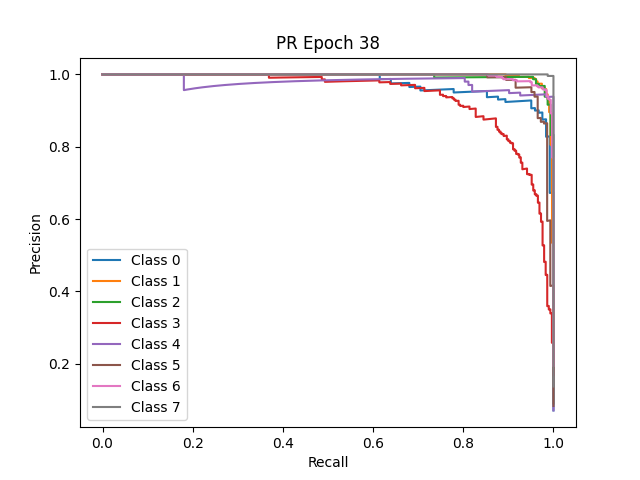 PR Epoch 38
1.0
0.8
0.6
0.4
0.2
Precision
Class 0
Class 1
Class 2
Class 3
Class 4
Class 5
Class 6
Class 7
0.0 0.2 0.4 0.6 0.8 1.0
Recall